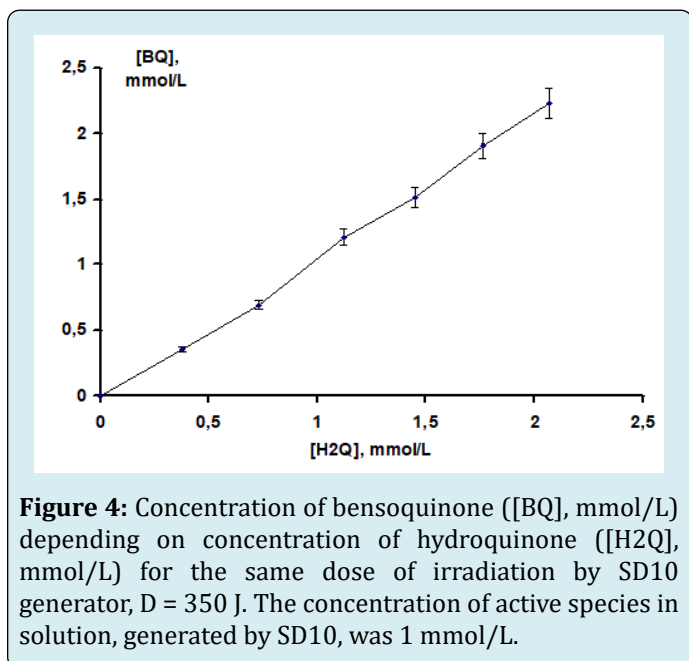 [BQ],
mmol/L
2,5
2
1,5
1
0,5
0
0
0,5
1
1,5
2
2,5
[H2Q], mmol/L
Figure 4: Concentration of bensoquinone ([BQ], mmol/L)
depending on concentration of hydroquinone ([H2Q],
mmol/L) for the same dose of irradiation by SD10
generator, D = 350 J. The concentration of active species in
solution, generated by SD10, was 1 mmol/L.